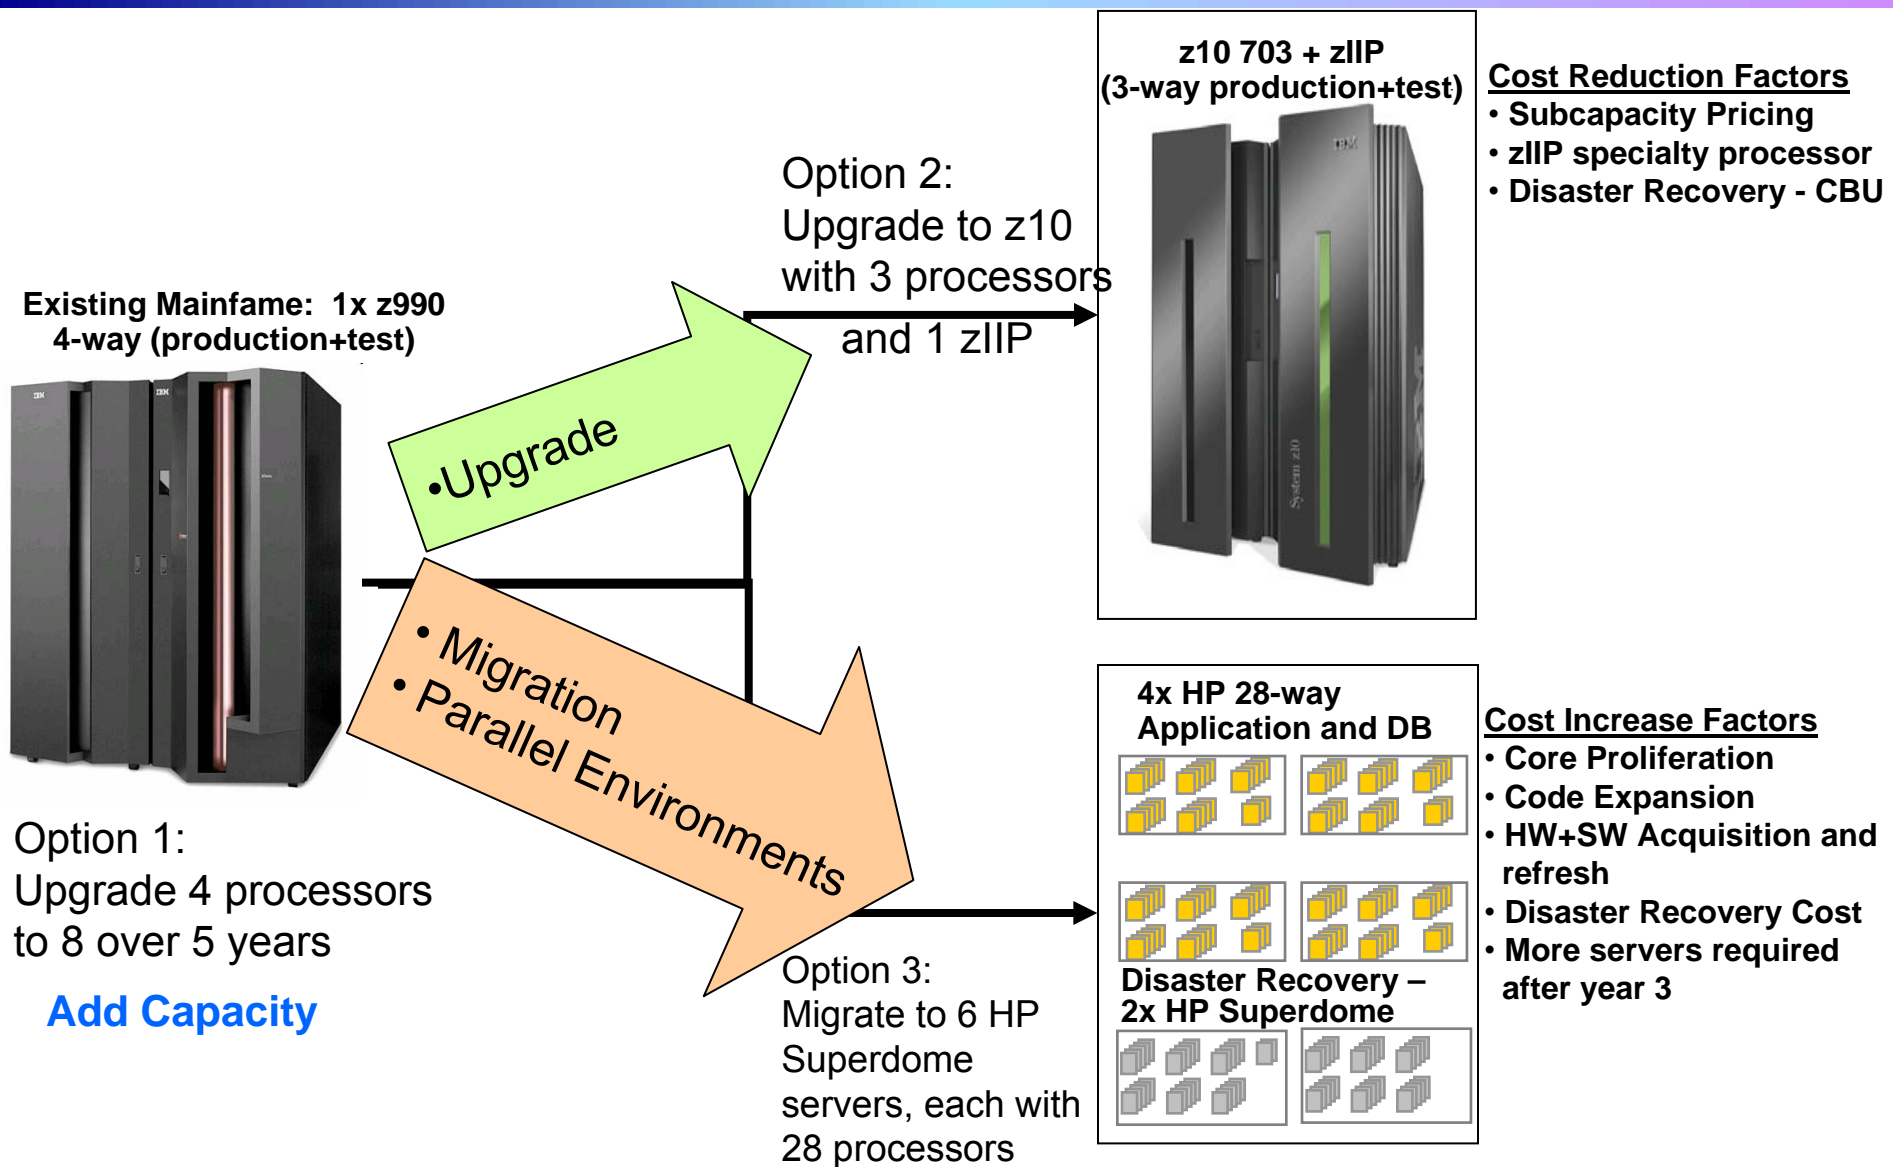 Existing Mainfame:  1x z990
4-way (production+test)
IBM
IBM
Option 1:
Upgrade 4 processors
to 8 over 5 years
Add Capacity
•Upgrade
• Migration
• Parallel Environments
Option 2:
Upgrade to z10
with 3 processors
and 1 zIIP
z10 703 + zIIP
(3-way production+test)
IBM
System z10
Cost Reduction Factors
• Subcapacity Pricing
• zIIP specialty processor
• Disaster Recovery - CBU
Option 3:
Migrate to 6 HP
Superdome
servers, each with
28 processors
4x HP 28-way
Application and DB
Disaster Recovery –
2x HP Superdome
Cost Increase Factors
• Core Proliferation
• Code Expansion
• HW+SW Acquisition and
refresh
• Disaster Recovery Cost
• More servers required
after year 3